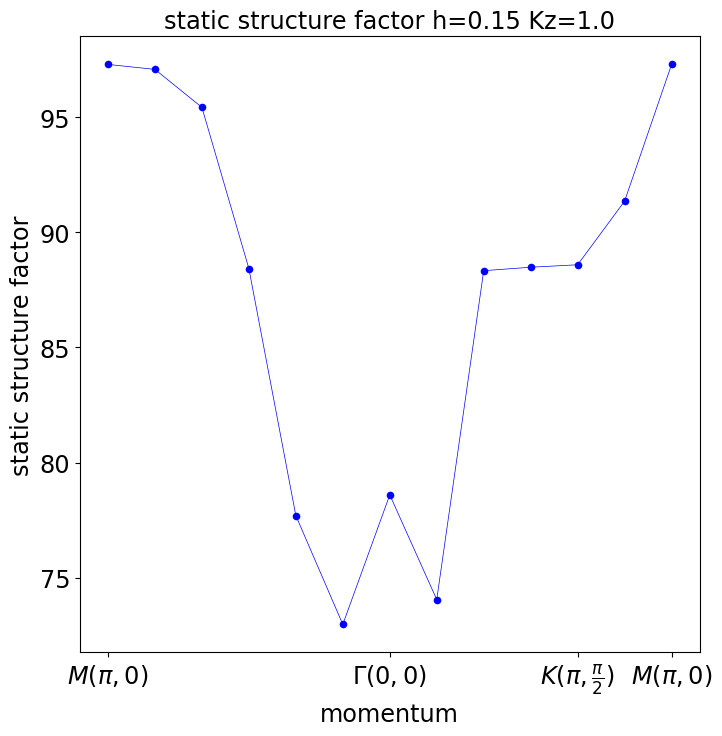 static structure factor h=0.15 Kz=1.0
static structure factor
95
90
85
80
75
M(π, 0)
Γ(0, 0)
K(π, π/2)
M(π, 0)
momentum